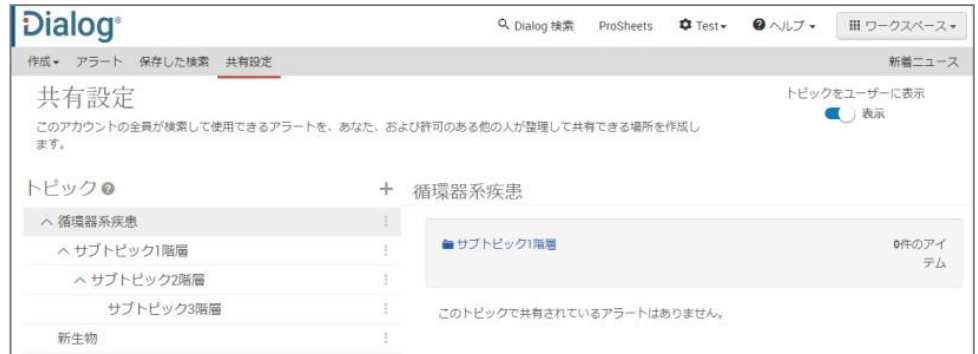 Dialog®
Dialog 検索 ProSheets Test ヘルプ ワークスペース
作成 アラート 保存した検索 共有設定 新着ニュース
共有設定
トピックをユーザーに表示
表示
このアカウントの全員が検索して使用できるアラートを、あなた、および許可のある他の人が整理して共有できる場所を作成し
ます。
トピック
循環器系疾患
サブトピック1階層
サブトピック2階層
サブトピック3階層
新生物
循環器系疾患
サブトピック1階層
0件のアイ
テム
このトピックで共有されているアラートはありません。